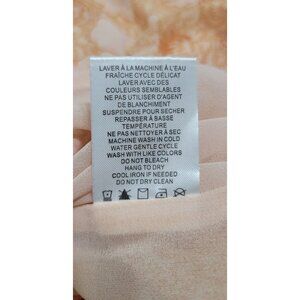 LAVER À LA MACHINE À L'EAU
FRAÎCHE CYCLE DÉLICAT
LAVER AVEC DES
COULEURS SEMBLABLES
NE PAS UTILISER D'AGENT
DE BLANCHIMENT
SUSPENDRE POUR SECHER
REPASSER À BASSE
TEMPÉRATURE
NE PAS NETTOYER À SEC
MACHINE WASH IN COLD
WATER GENTLE CYCLE
WASH WITH LIKE COLORS
DO NOT BLEACH
HANG TO DRY
COOL IRON IF NEEDED
DO NOT DRY CLEAN